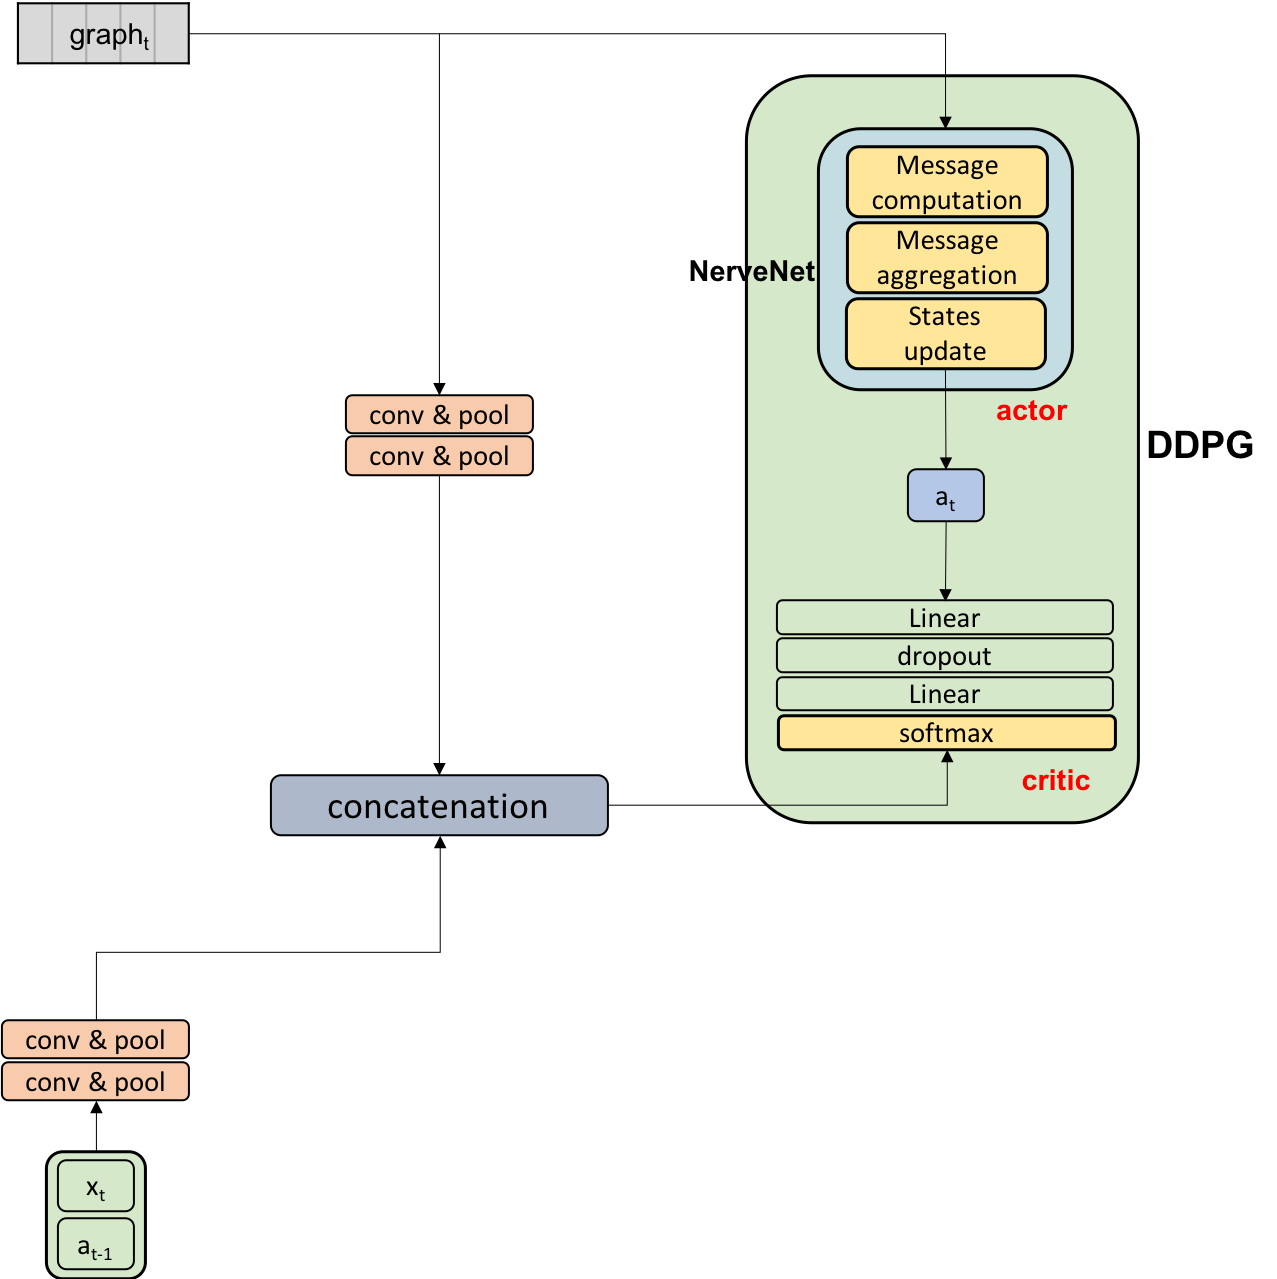 graph_t
Message
computation
Message
aggregation
NerveNet
States
update
actor
conv & pool
conv & pool
DDPG
a_t
Linear
dropout
Linear
softmax
critic
concatenation
conv & pool
conv & pool
x_t
a_t-1